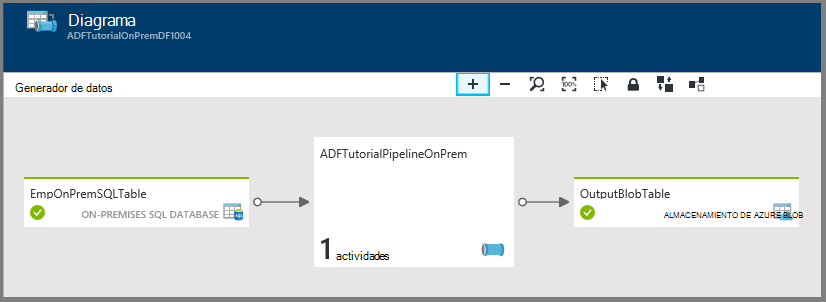 Diagrama
ADFTutorialOnPremDF1004
Generador de datos
100%
EmpOnPremSQLTable
ON-PREMISES SQL DATABASE
ADFTutorialPipelineOnPrem
1 actividades
OutputBlobTable
ALMACENAMIENTO DE AZURE BLOB